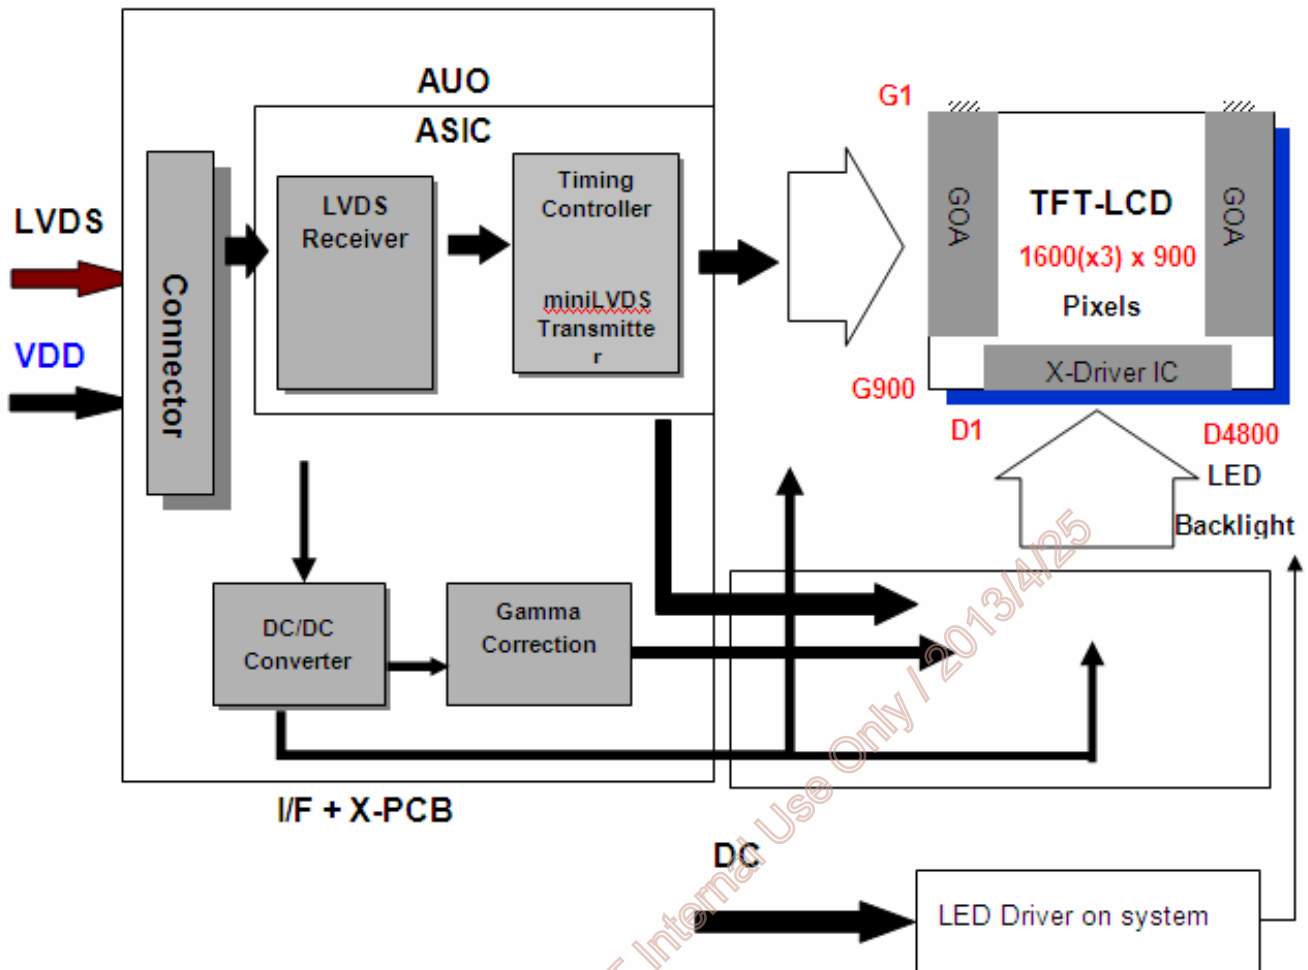 AUO
ASIC
G1
LVDS
VDD
Connector
LVDS
Receiver
Timing
Controller
miniLVDS
Transmitte
r
GOA
TFT-LCD
1600(x3) x 900
Pixels
GOA
X-Driver IC
G900
D1
D4800
LED
Backlight
DC/DC
Converter
Gamma
Correction
I/F + X-PCB
DC
LED Driver on system
Internal Use Only / 2013/4/25